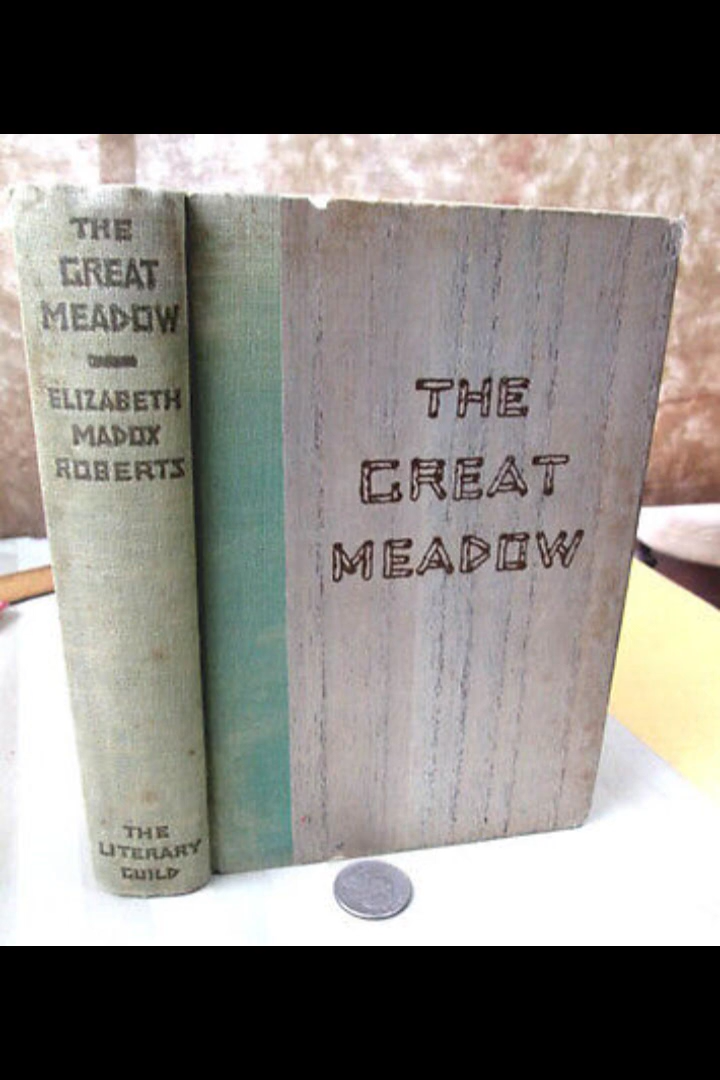 THE
GREAT
MEADOW
ELIZABETH
MADOX
ROBERTS
THE
LITERARY
GUILD
THE
GREAT
MEADOW